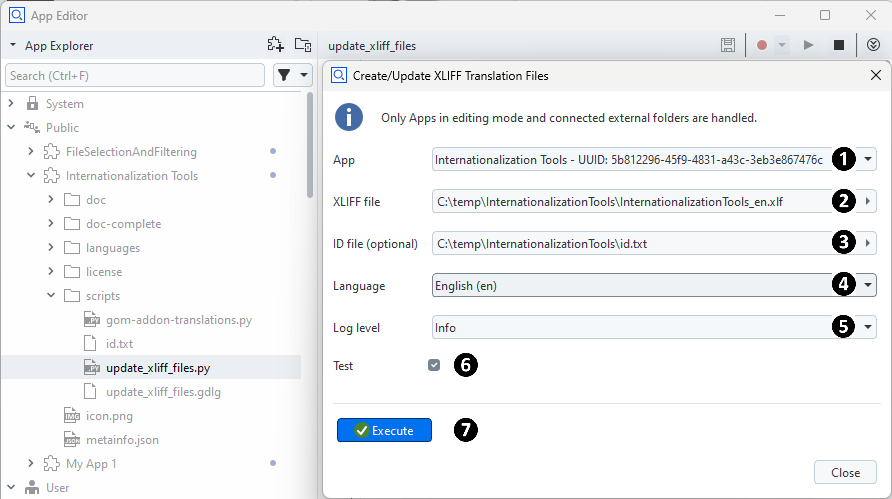 App Editor
App Explorer
update_xliff_files
Search (Ctrl+F)
System
Public
FileSelectionAndFiltering
Internationalization Tools
doc
doc-complete
languages
license
scripts
gom-addon-translations.py
id.txt
update_xliff_files.py
update_xliff_files.gdlg
icon.png
metainfo.json
My App 1
User
Create/Update XLIFF Translation Files
Only Apps in editing mode and connected external folders are handled.
App Internationalization Tools - UUID: 5b812296-45f9-4831-a43c-3eb3e867476c 1
XLIFF file C:\temp\InternationalizationTools\InternationalizationTools_en.xlf 2
ID file (optional) C:\temp\InternationalizationTools\id.txt 3
Language English (en) 4
Log level Info 5
Test 6
Execute 7
Close